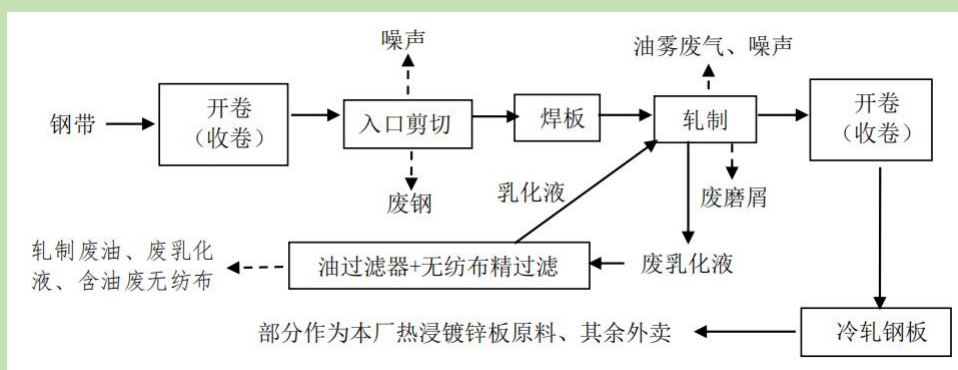 噪声
油雾废气、噪声
钢带
开卷
（收卷）
入口剪切
焊板
轧制
开卷
（收卷）
废钢
乳化液
废磨屑
轧制废油、废乳化
液、含油废无纺布
油过滤器+无纺布精过滤
废乳化液
部分作为本厂热浸镀锌板原料、其余外卖
冷轧钢板